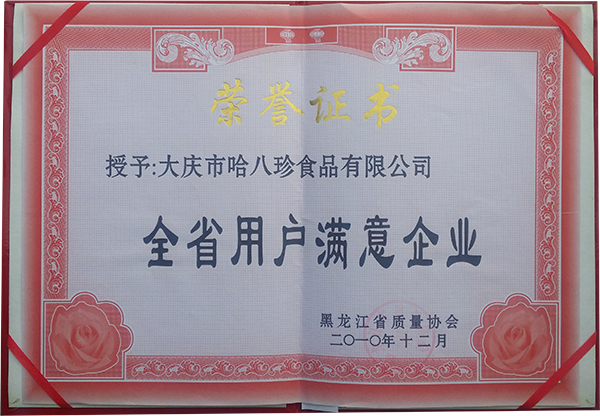 荣誉证书
授予:大庆市哈八珍食品有限公司
全省用户满意企业
黑龙江省质量协会
二〇一〇年十二月